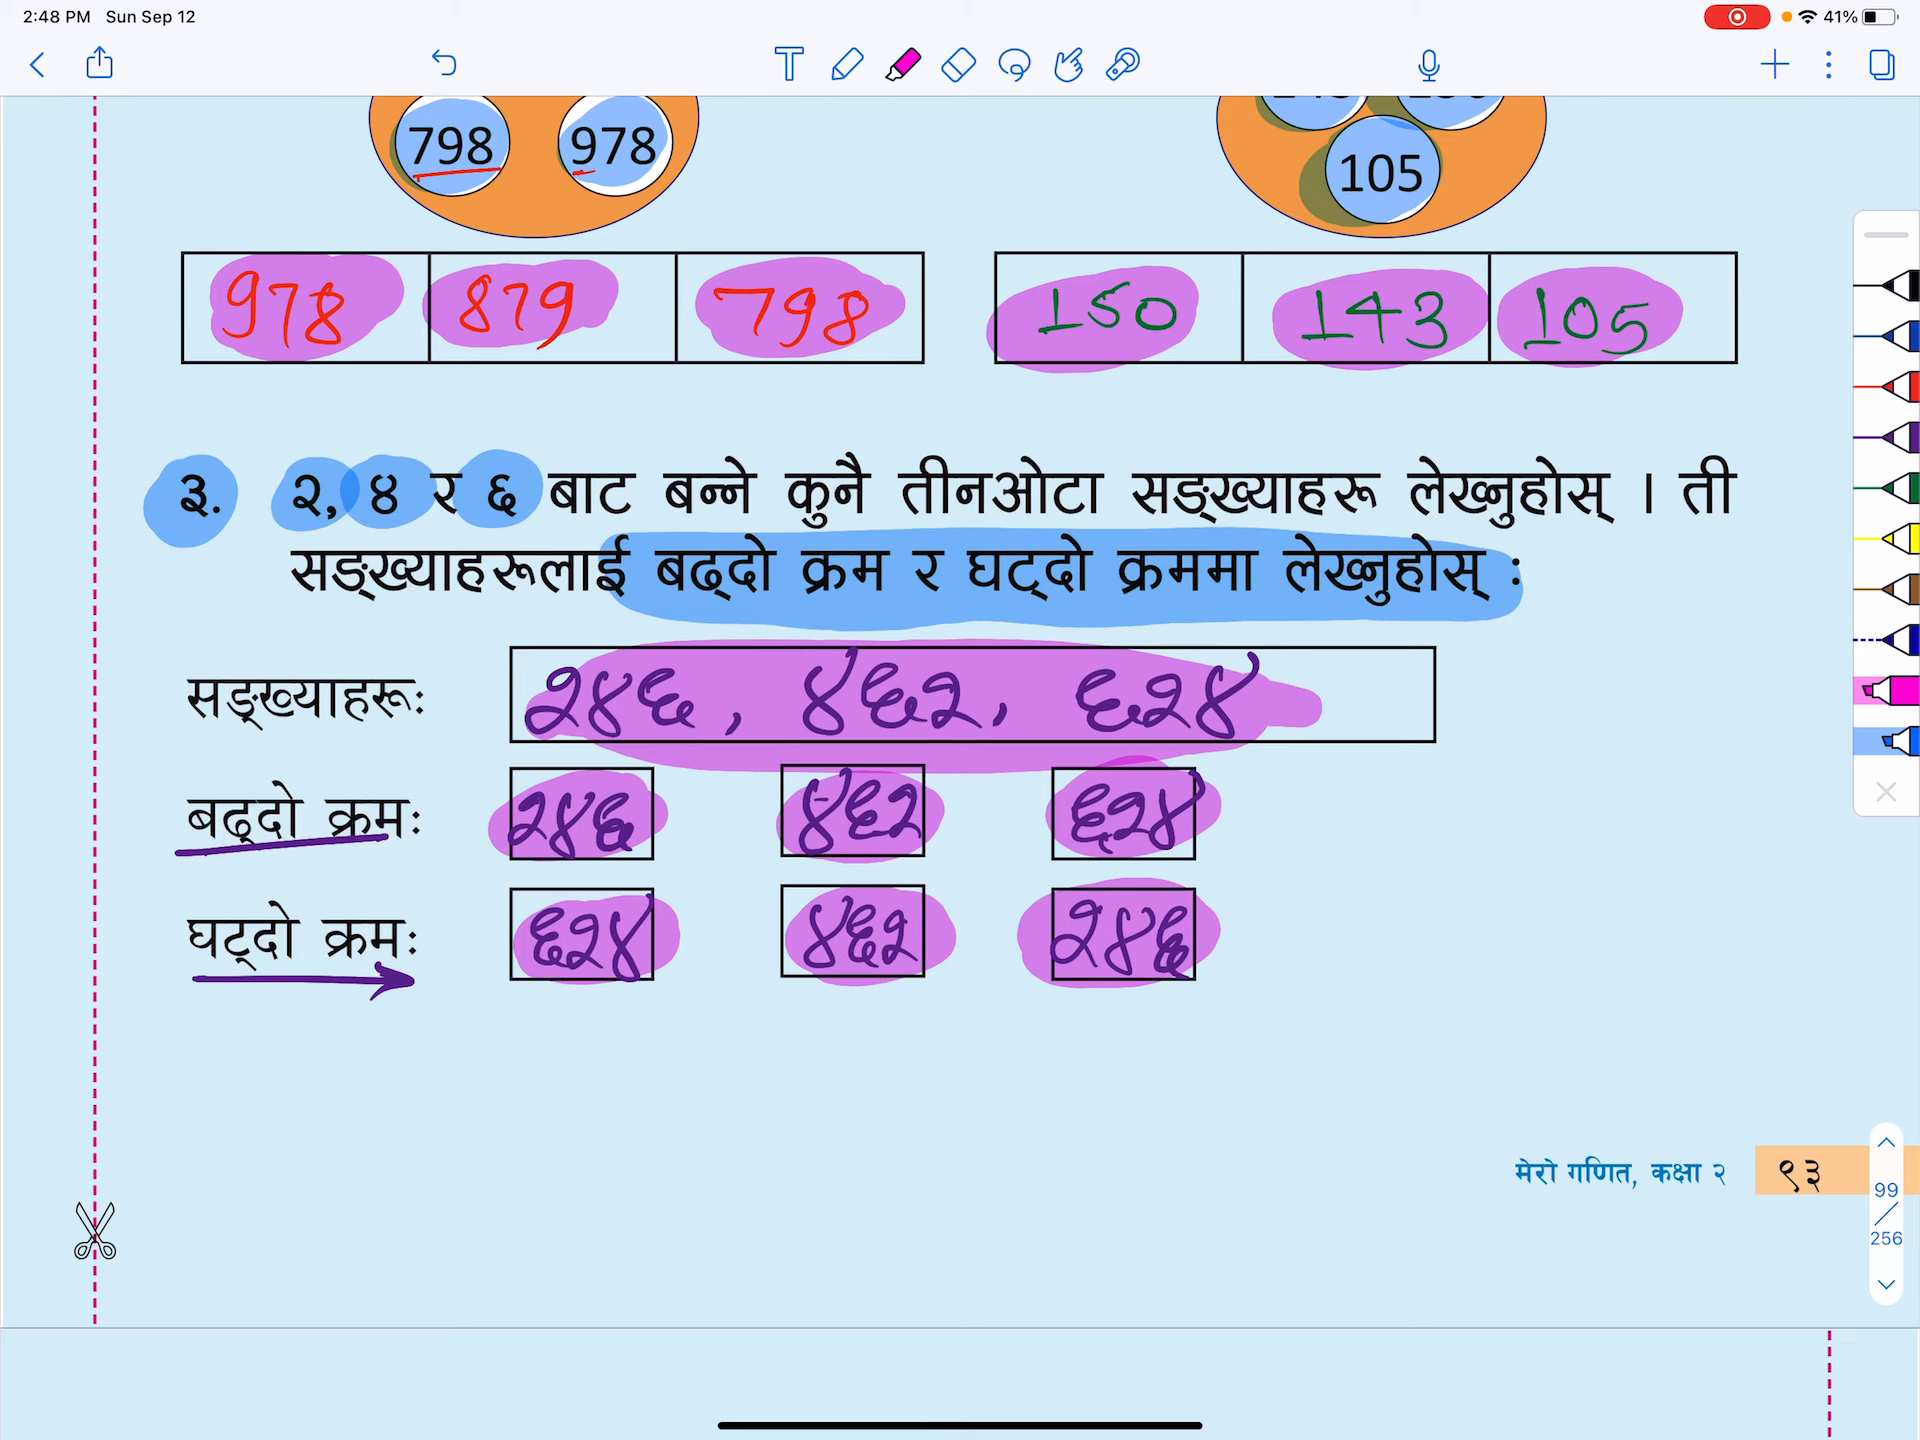 2:48 PM Sun Sep 12 41%
T
798 978
105
978 879 798 150 143 105
३. २, ४ र ६ बाट बन्ने कुनै तीनओटा सङ्ख्याहरू लेख्नुहोस् । ती
सङ्ख्याहरूलाई बढ्दो क्रम र घट्दो क्रममा लेख्नुहोस् :
सङ्ख्याहरू: २४६, ४६२, ६२४
बढ्दो क्रम: २४६ ४६२ ६२४
घट्दो क्रम: ६२४ ४६२ २४६
मेरो गणित, कक्षा २ ९३
99
256